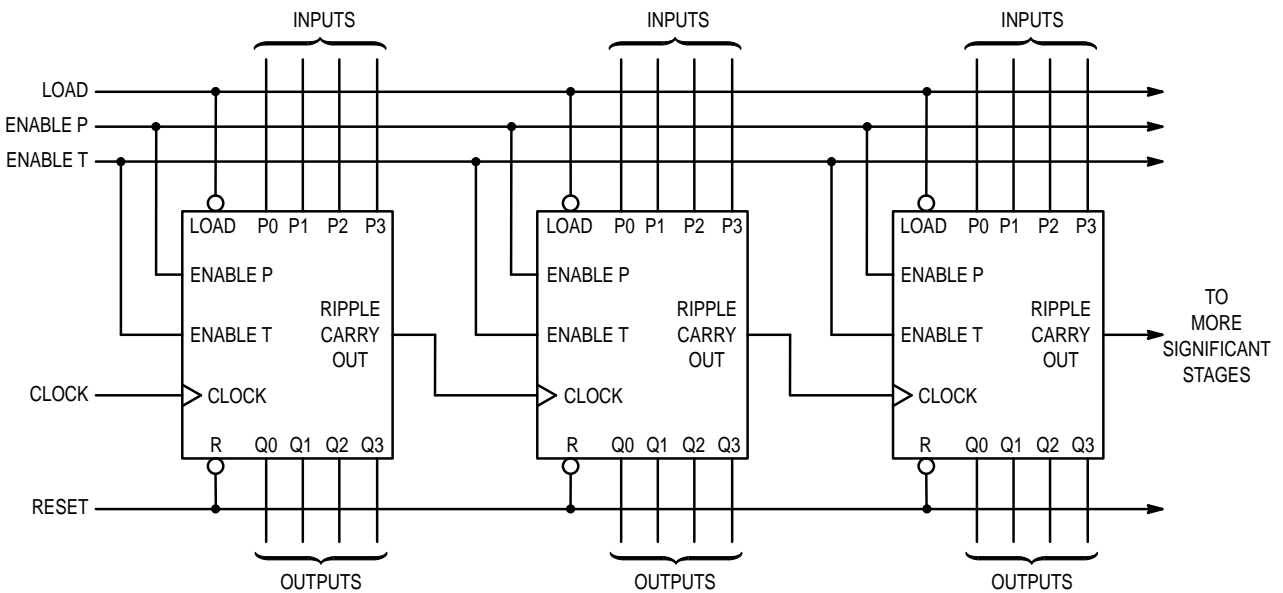 INPUTS
INPUTS
INPUTS
LOAD
ENABLE P
ENABLE T
LOAD P0 P1 P2 P3
LOAD P0 P1 P2 P3
LOAD P0 P1 P2 P3
ENABLE P
ENABLE P
ENABLE P
RIPPLE
CARRY
OUT
RIPPLE
CARRY
OUT
RIPPLE
CARRY
OUT
ENABLE T
ENABLE T
ENABLE T
TO
MORE
SIGNIFICANT
STAGES
CLOCK
CLOCK
CLOCK
CLOCK
R Q0 Q1 Q2 Q3
R Q0 Q1 Q2 Q3
R Q0 Q1 Q2 Q3
RESET
OUTPUTS
OUTPUTS
OUTPUTS